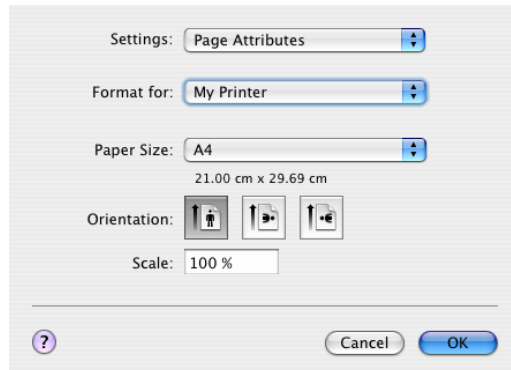 Settings: Page Attributes
Format for: My Printer
Paper Size: A4
21.00 cm x 29.69 cm
Orientation:
Scale: 100 %
? Cancel OK